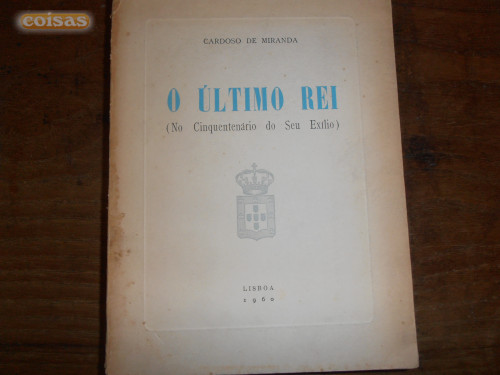 coisas
CARDOSO DE MIRANDA
O ÚLTIMO REI
(No Cinquentenário do Seu Exílio)
LISBOA
1960